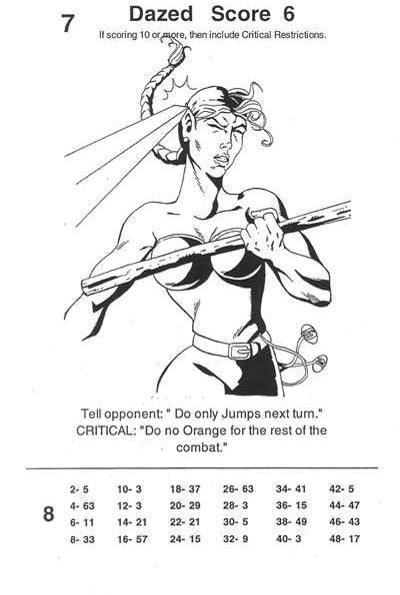 7
Dazed Score 6
If scoring 10 or more, then include Critical Restrictions.
Tell opponent: " Do only Jumps next turn."
CRITICAL: "Do no Orange for the rest of the
combat."
8
2- 5 10- 3 18- 37 26- 63 34- 41 42- 5
4- 63 12- 3 20- 29 28- 3 36- 15 44- 47
6- 11 14- 21 22- 21 30- 5 38- 49 46- 43
8- 33 16- 57 24- 15 32- 9 40- 3 48- 17